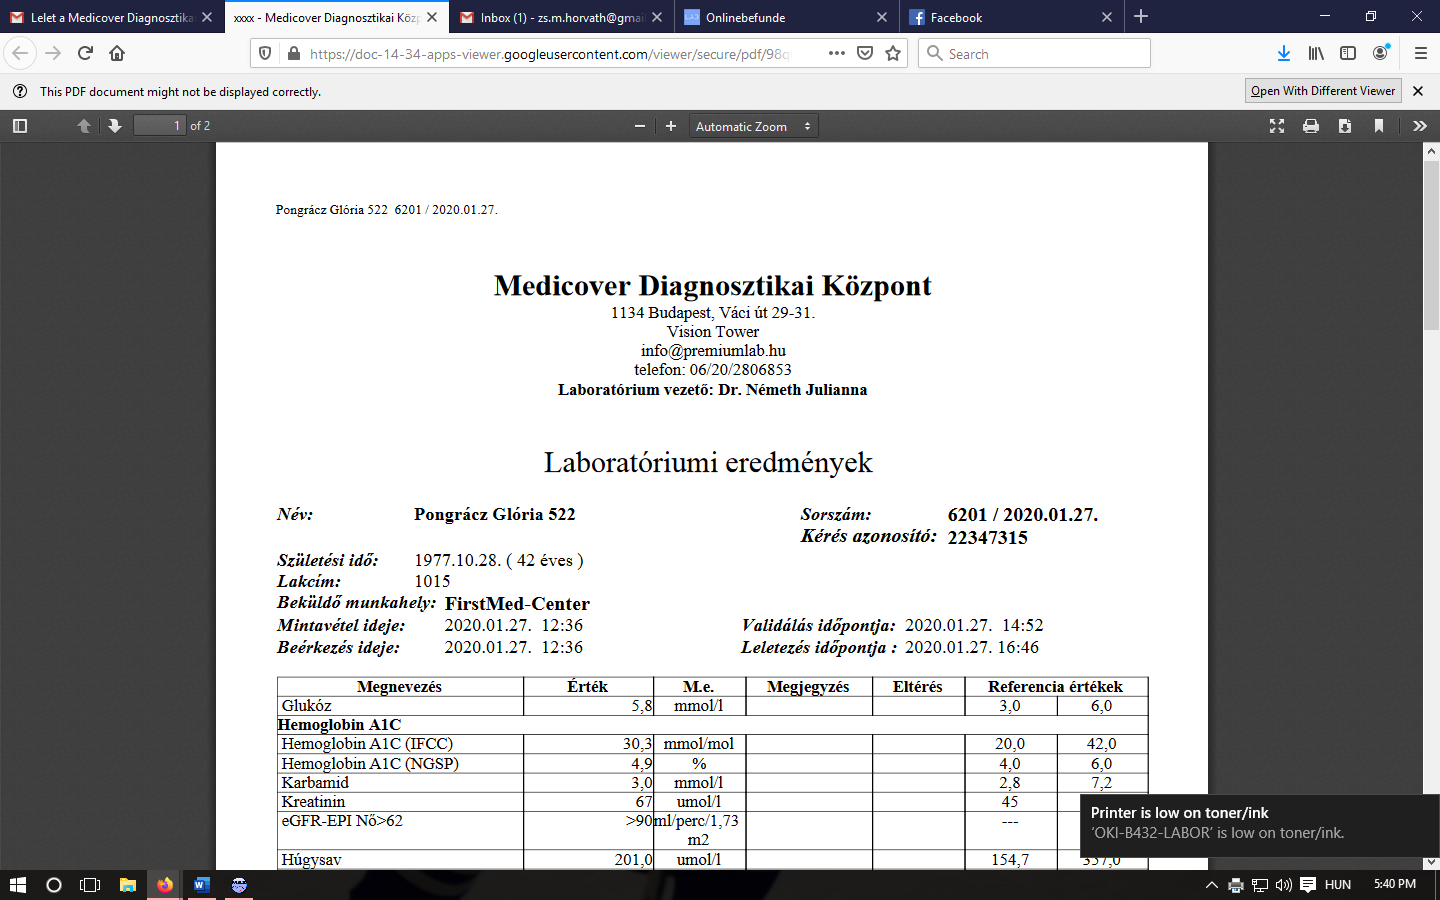 Lelet a Medicover Diagnosztika
xxxx - Medicover Diagnosztikai Közp
Inbox (1) - zs.m.horvath@gmai
Onlinebefunde
Facebook
https://doc-14-34-apps-viewer.googleusercontent.com/viewer/secure/pdf/98q
Search
This PDF document might not be displayed correctly.
Open With Different Viewer
1 of 2
Automatic Zoom
Pongrácz Glória 522 6201 / 2020.01.27.
Medicover Diagnosztikai Központ
1134 Budapest, Váci út 29-31.
Vision Tower
info@premiumlab.hu
telefon: 06/20/2806853
Laboratórium vezető: Dr. Németh Julianna
Laboratóriumi eredmények
Név: Pongrácz Glória 522 Sorszám: 6201 / 2020.01.27.
Kérés azonosító: 22347315
Születési idő: 1977.10.28. ( 42 éves )
Lakcím: 1015
Beküldő munkahely: FirstMed-Center
Mintavétel ideje: 2020.01.27. 12:36 Validálás időpontja: 2020.01.27. 14:52
Beérkezés ideje: 2020.01.27. 12:36 Leletezés időpontja : 2020.01.27. 16:46
Megnevezés Érték M.e. Megjegyzés Eltérés Referencia értékek
Glukóz 5,8 mmol/l 3,0 6,0
Hemoglobin A1C
Hemoglobin A1C (IFCC) 30,3 mmol/mol 20,0 42,0
Hemoglobin A1C (NGSP) 4,9 % 4,0 6,0
Karbamid 3,0 mmol/l 2,8 7,2
Kreatinin 67 umol/l 45
eGFR-EPI Nő>62 >90 ml/perc/1,73 ---
m2
Húgysav 201,0 umol/l 154,7 357,0
Printer is low on toner/ink
'OKI-B432-LABOR' is low on toner/ink.
HUN 5:40 PM